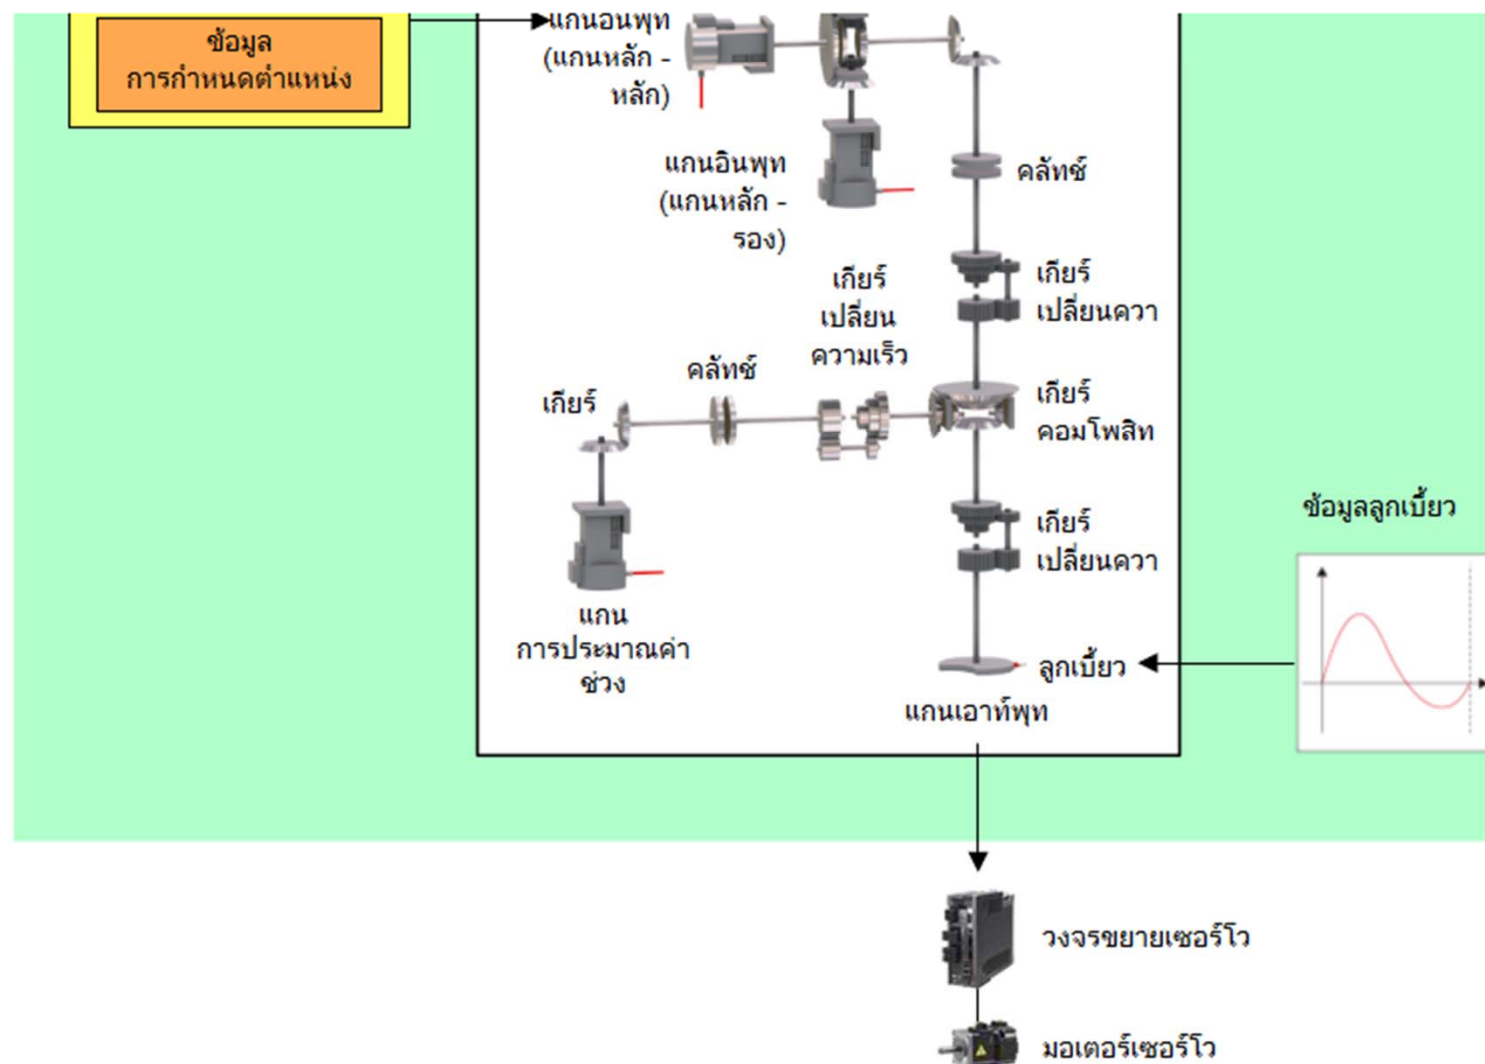 ข้อมูล
การกำหนดตำแหน่ง
แกนอินพุท
(แกนหลัก -
หลัก)
แกนอินพุท
(แกนหลัก -
รอง)
คลัทช์
เกียร์
เปลี่ยนควา
เกียร์
เปลี่ยน
ความเร็ว
คลัทช์
เกียร์
เกียร์
คอมโพสิท
เกียร์
เปลี่ยนควา
แกน
การประมาณค่า
ช่วง
ลูกเบี้ยว
แกนเอาท์พุท
ข้อมูลลูกเบี้ยว
วงจรขยายเซอร์โว
มอเตอร์เซอร์โว